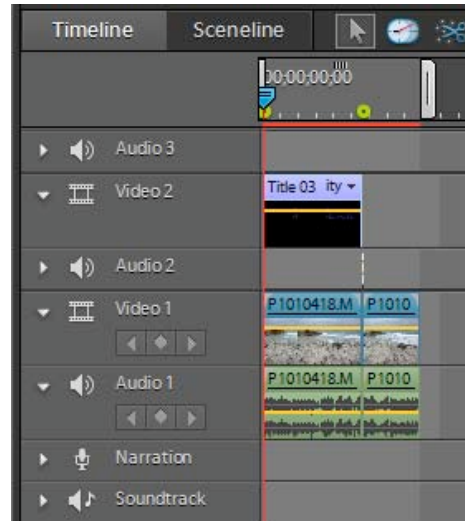 Timeline Sceneline
00;00;00;00
Audio 3
Video 2 Title 03 ity
Audio 2
Video 1 P1010418.M P1010
Audio 1 P1010418.M P1010
Narration
Soundtrack